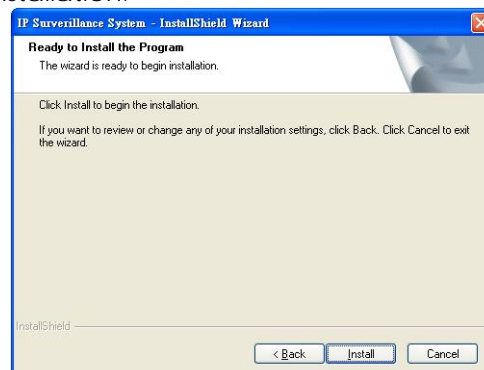 IP Surverillance System - InstallShield Wizard
Ready to Install the Program
The wizard is ready to begin installation.
Click Install to begin the installation.
If you want to review or change any of your installation settings, click Back. Click Cancel to exit
the wizard.
InstallShield
< Back Install Cancel